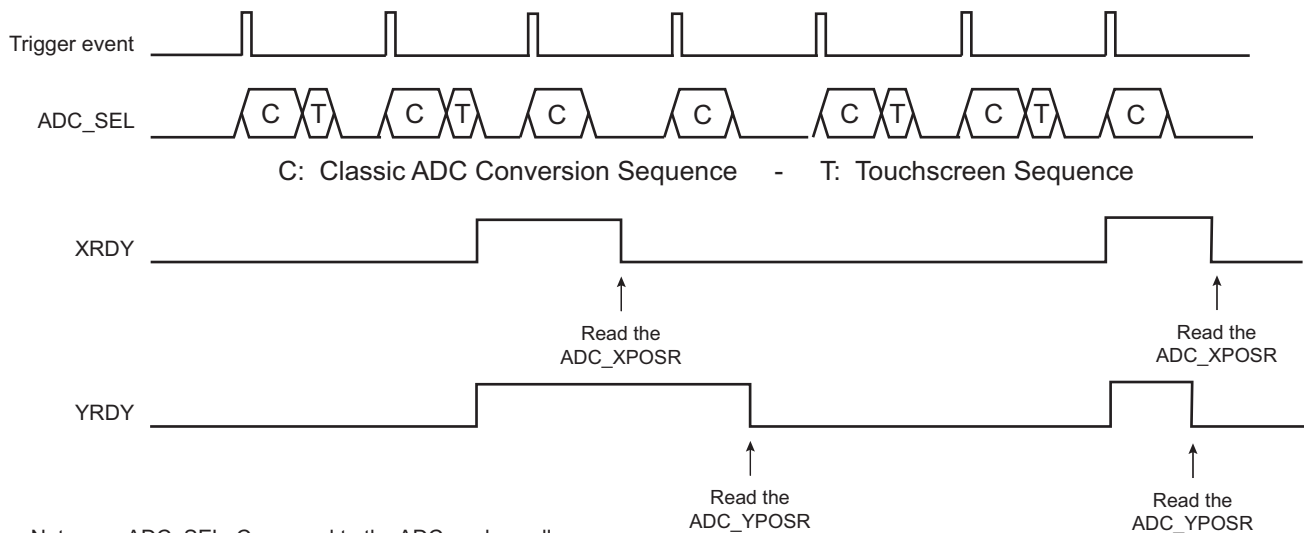 Trigger event
ADC_SEL
C T C T C C C T C T C
C: Classic ADC Conversion Sequence - T: Touchscreen Sequence
XRDY
Read the
ADC_XPOSR
Read the
ADC_XPOSR
YRDY
Read the
ADC_YPOSR
Read the
ADC_YPOSR